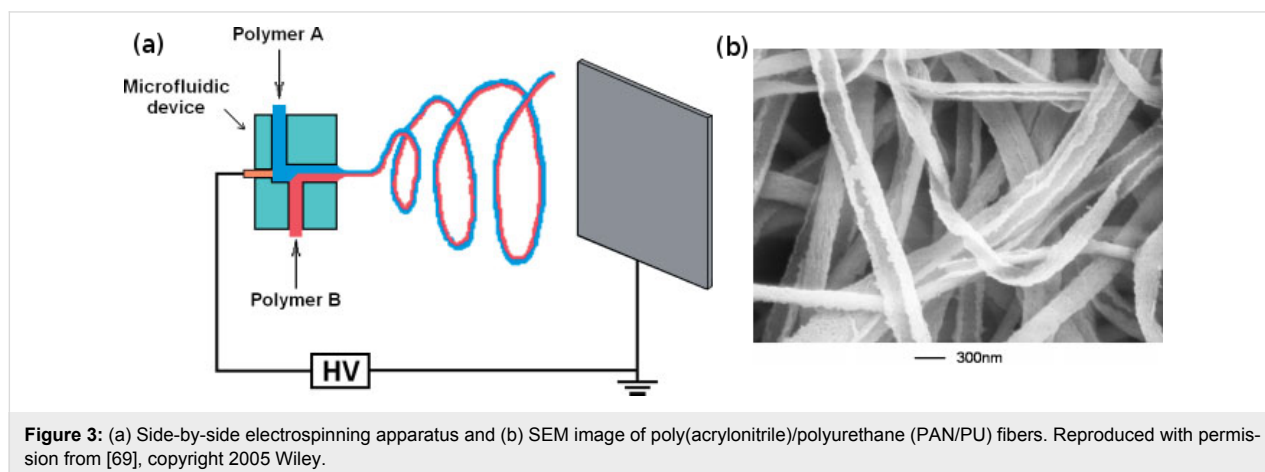 (a)
Polymer A
Microfluidic
device
Polymer B
HV
(b)
300nm
Figure 3: (a) Side-by-side electrospinning apparatus and (b) SEM image of poly(acrylonitrile)/polyurethane (PAN/PU) fibers. Reproduced with permis-
sion from [69], copyright 2005 Wiley.